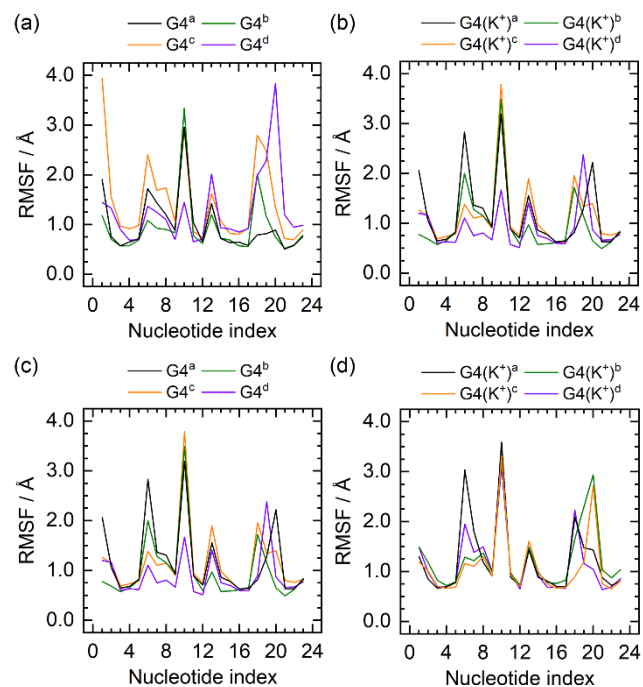 (a)
G4ᵃ G4ᵇ
G4ᶜ G4ᵈ
4.0
3.0
2.0
1.0
0.0
RMSF / Å
0 4 8 12 16 20 24
Nucleotide index
(b)
G4(K⁺)ᵃ G4(K⁺)ᵇ
G4(K⁺)ᶜ G4(K⁺)ᵈ
4.0
3.0
2.0
1.0
0.0
RMSF / Å
0 4 8 12 16 20 24
Nucleotide index
(c)
G4ᵃ G4ᵇ
G4ᶜ G4ᵈ
4.0
3.0
2.0
1.0
0.0
RMSF / Å
0 4 8 12 16 20 24
Nucleotide index
(d)
G4(K⁺)ᵃ G4(K⁺)ᵇ
G4(K⁺)ᶜ G4(K⁺)ᵈ
4.0
3.0
2.0
1.0
0.0
RMSF / Å
0 4 8 12 16 20 24
Nucleotide index